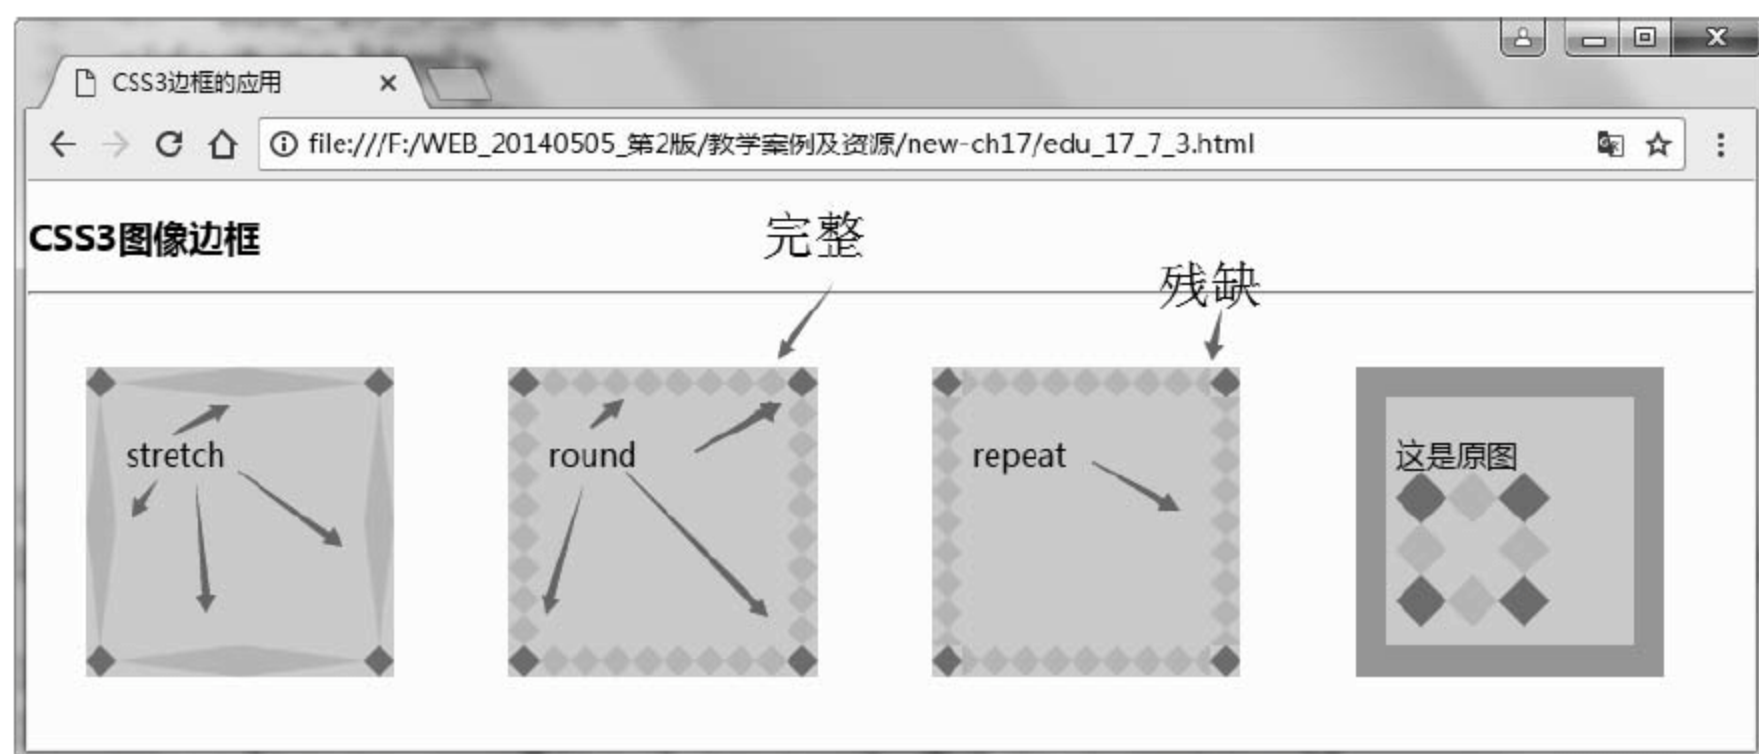 CSS3边框的应用
file:///F:/WEB_20140505_第2版/教学案例及资源/new-ch17/edu_17_7_3.html
CSS3图像边框
完整
残缺
stretch
round
repeat
这是原图